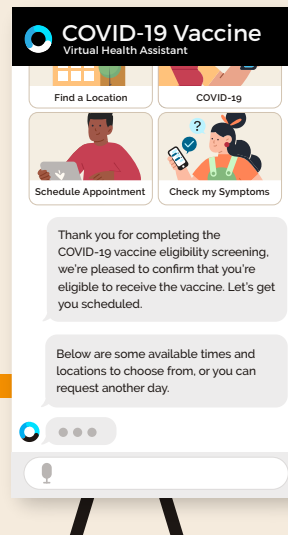 COVID-19 Vaccine
Virtual Health Assistant
Find a Location
COVID-19
Schedule Appointment
Check my Symptoms
?
Thank you for completing the
COVID-19 vaccine eligibility screening,
we're pleased to confirm that you're
eligible to receive the vaccine. Let's get
you scheduled.
Below are some available times and
locations to choose from, or you can
request another day.